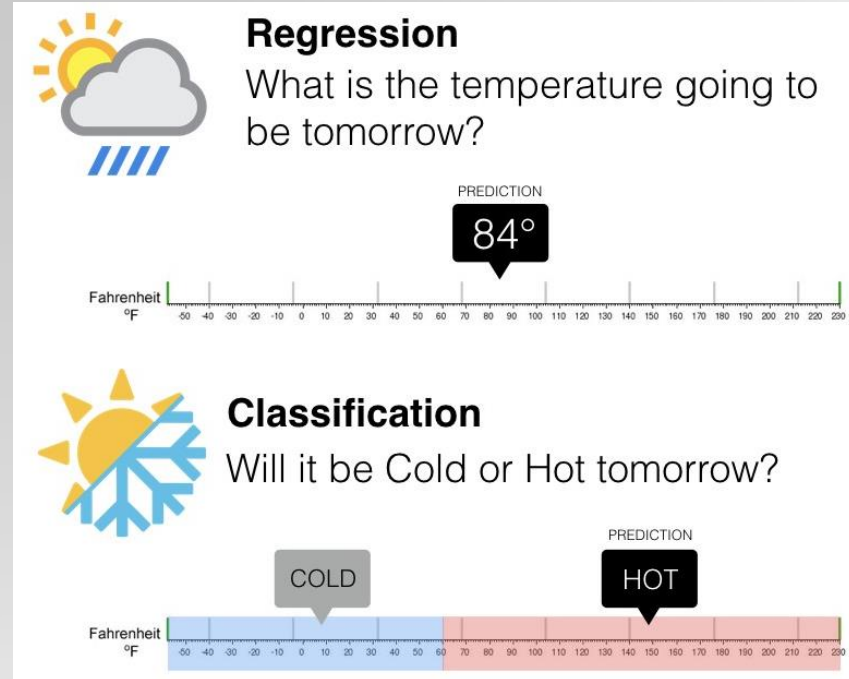 Regression
What is the temperature going to
be tomorrow?
PREDICTION
84°
Fahrenheit
°F
-50 -40 -30 -20 -10 0 10 20 30 40 50 60 70 80 90 100 110 120 130 140 150 160 170 180 190 200 210 220 230
Classification
Will it be Cold or Hot tomorrow?
PREDICTION
COLD
HOT
Fahrenheit
°F
-50 -40 -30 -20 -10 0 10 20 30 40 50 60 70 80 90 100 110 120 130 140 150 160 170 180 190 200 210 220 230